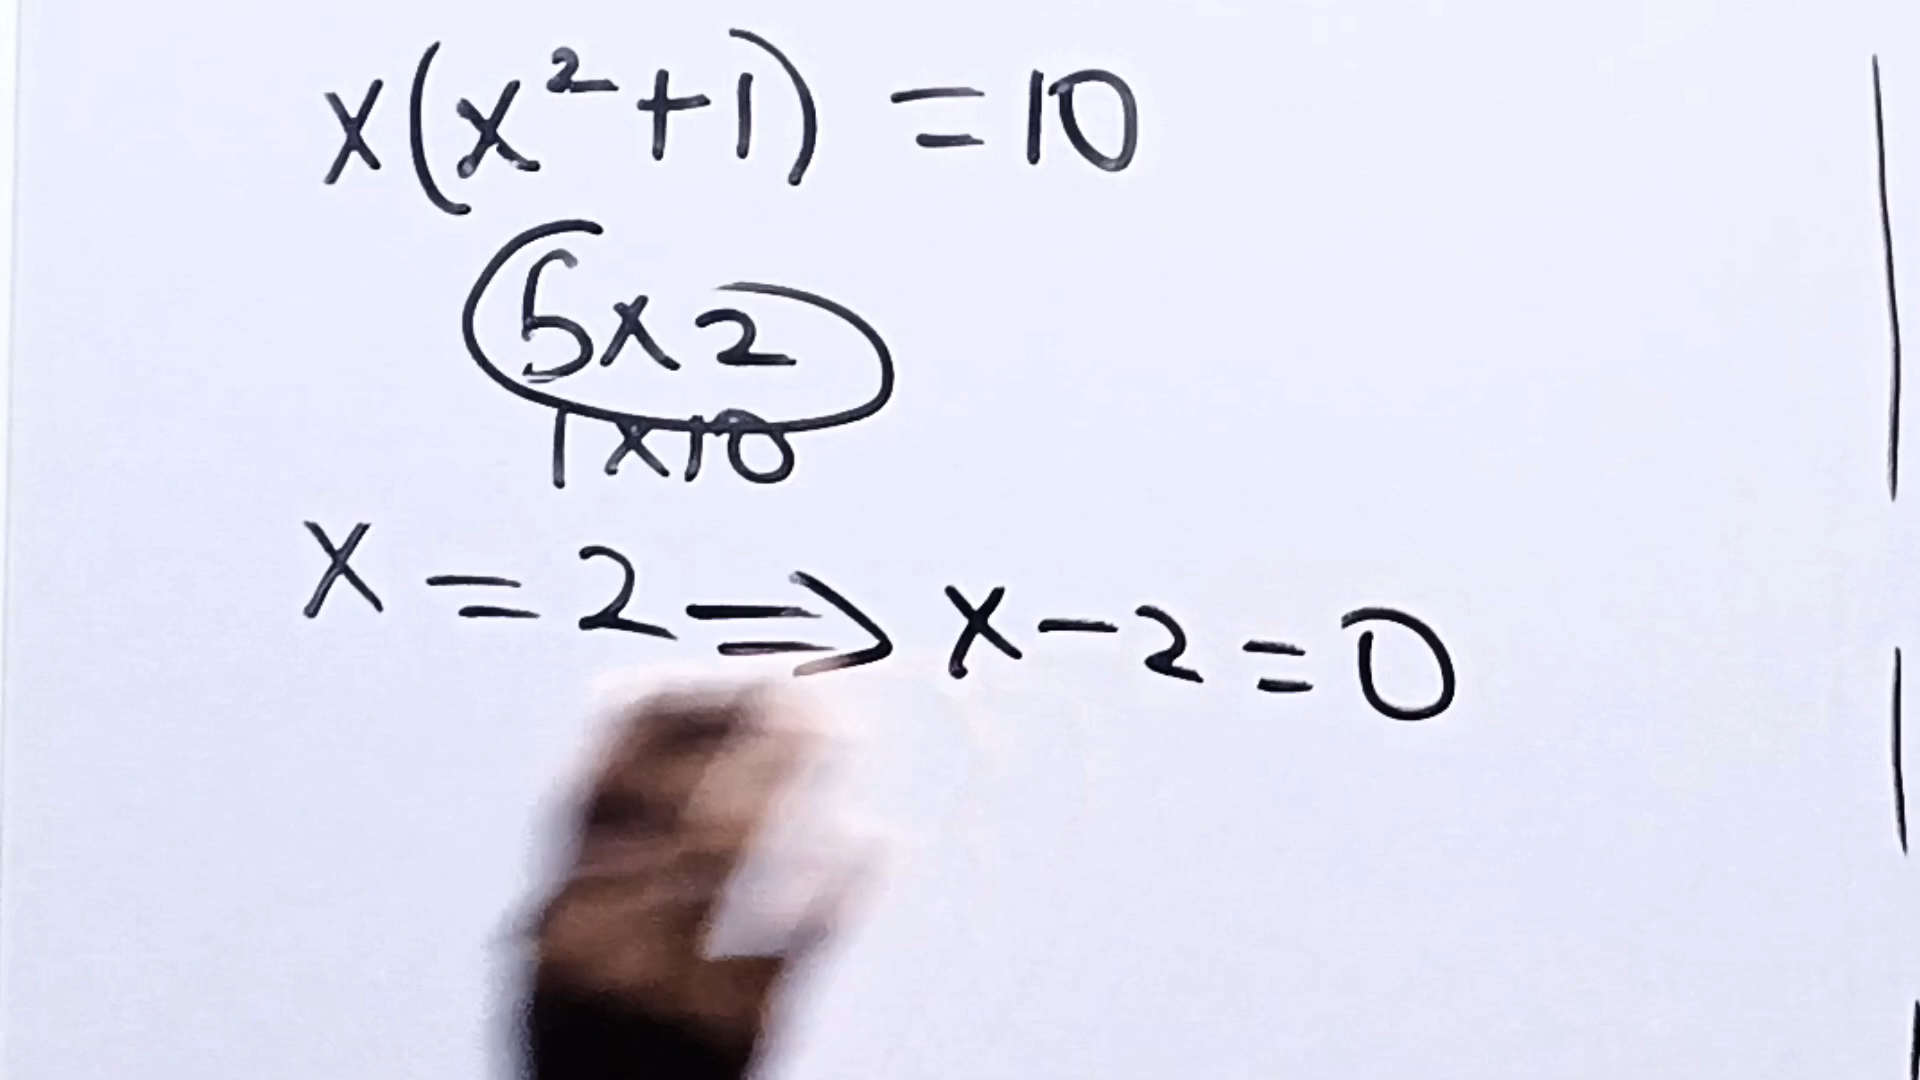 x(x²+1) = 10
5x2
1x10
x = 2 ⇒ x-2=0